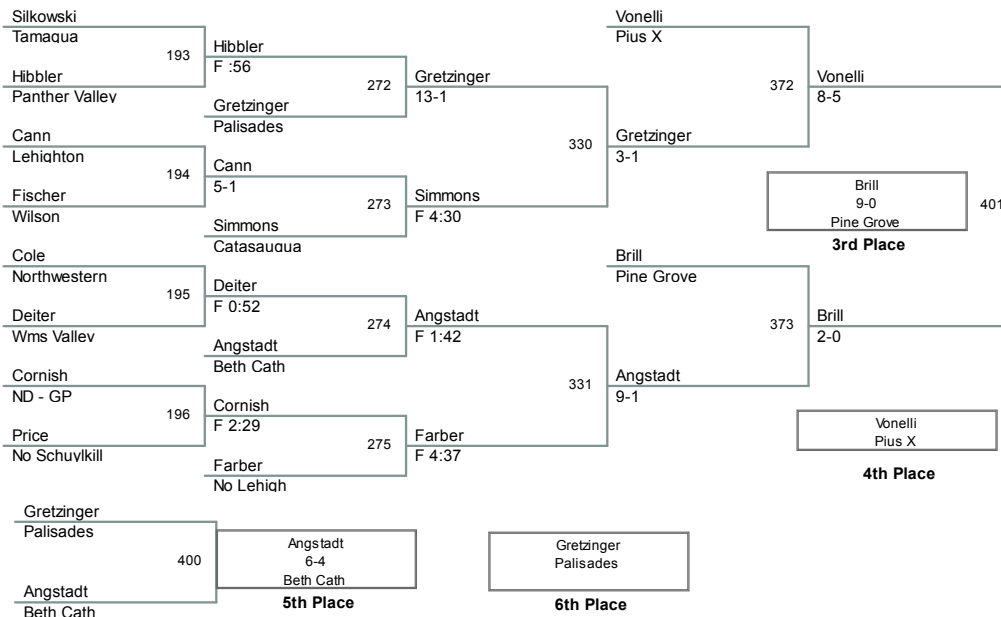 Silkowski
Tamaqua
193
Hibbler
Panther Valley
Hibbler
F :56
272
Gretzinger
Palisades
Gretzinger
13-1
Cann
Lehighton
194
Fischer
Wilson
Cann
5-1
273
Simmons
Catasauqua
Simmons
F 4:30
330
Gretzinger
3-1
Vonelli
Pius X
372
Vonelli
8-5
Brill
9-0
Pine Grove
401
3rd Place
Cole
Northwestern
195
Deiter
Wms Valley
Deiter
F 0:52
274
Angstadt
Beth Cath
Angstadt
F 1:42
Cornish
ND - GP
196
Price
No Schuylkill
Cornish
F 2:29
275
Farber
No Lehigh
Farber
F 4:37
331
Angstadt
9-1
Brill
Pine Grove
373
Brill
2-0
Vonelli
Pius X
4th Place
Gretzinger
Palisades
400
Angstadt
Beth Cath
Angstadt
6-4
Beth Cath
5th Place
Gretzinger
Palisades
6th Place